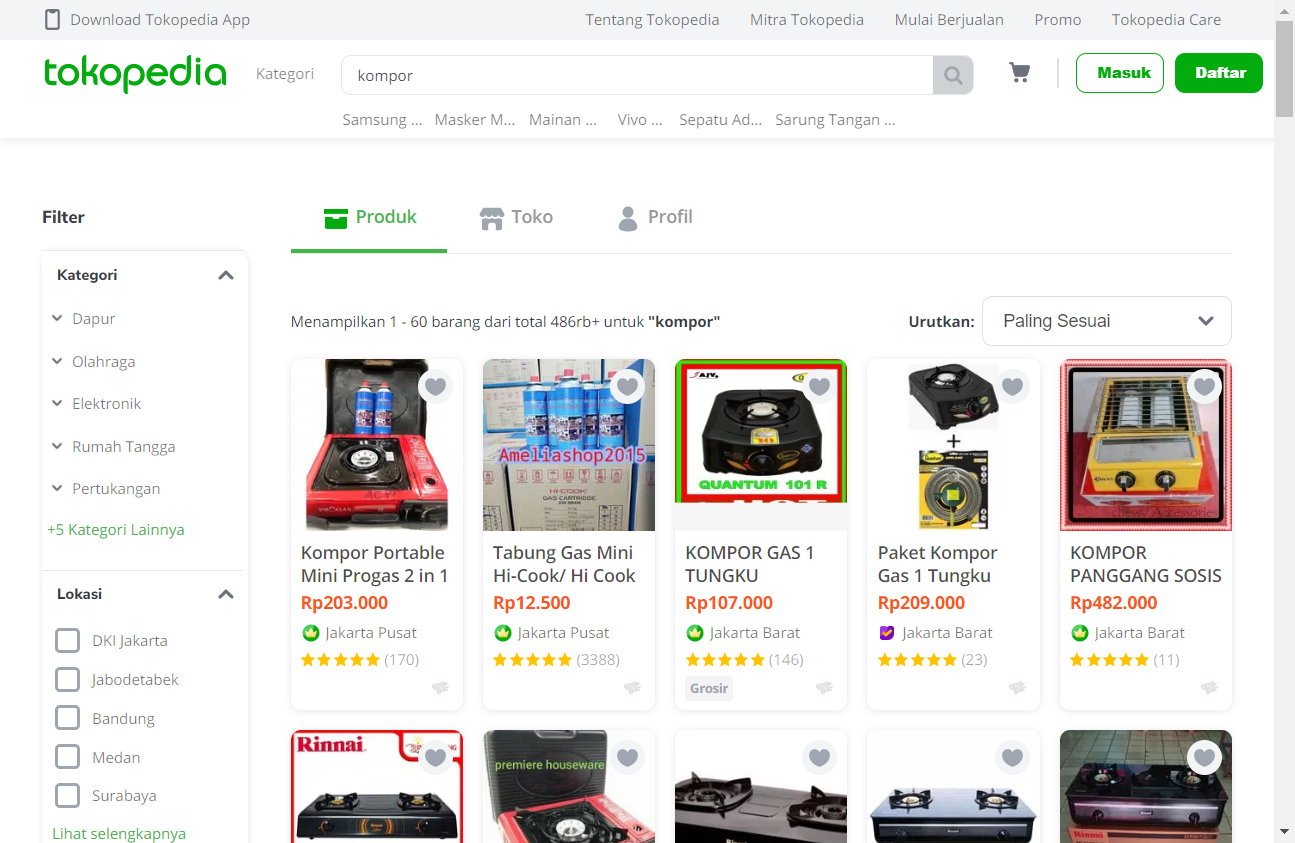 Download Tokopedia App
Tentang Tokopedia
Mitra Tokopedia
Mulai Berjualan
Promo
Tokopedia Care
tokopedia
Kategori
kompor
Masuk
Daftar
Samsung ...
Masker M...
Mainan ...
Vivo ...
Sepatu Ad...
Sarung Tangan ...
Filter
Produk
Toko
Profil
Kategori
Dapur
Olahraga
Elektronik
Rumah Tangga
Pertukangan
+5 Kategori Lainnya
Lokasi
DKI Jakarta
Jabodetabek
Bandung
Medan
Surabaya
Lihat selengkapnya
Menampilkan 1 - 60 barang dari total 486rb+ untuk "kompor"
Urutkan:
Paling Sesuai
PROGAS
Kompor Portable
Mini Progas 2 in 1
Rp203.000
Jakarta Pusat
(170)
Ameliashop2015
HI-COOK
GAS CARTRIDGE
Tabung Gas Mini
Hi-Cook/ Hi Cook
Rp12.500
Jakarta Pusat
(3388)
QUANTUM 101 R
KOMPOR GAS 1
TUNGKU
Rp107.000
Jakarta Barat
(146)
Grosir
+
Paket Kompor
Gas 1 Tungku
Rp209.000
Jakarta Barat
(23)
KOMPOR
PANGGANG SOSIS
Rp482.000
Jakarta Barat
(11)
Rinnai
premiere houseware
Rinnai